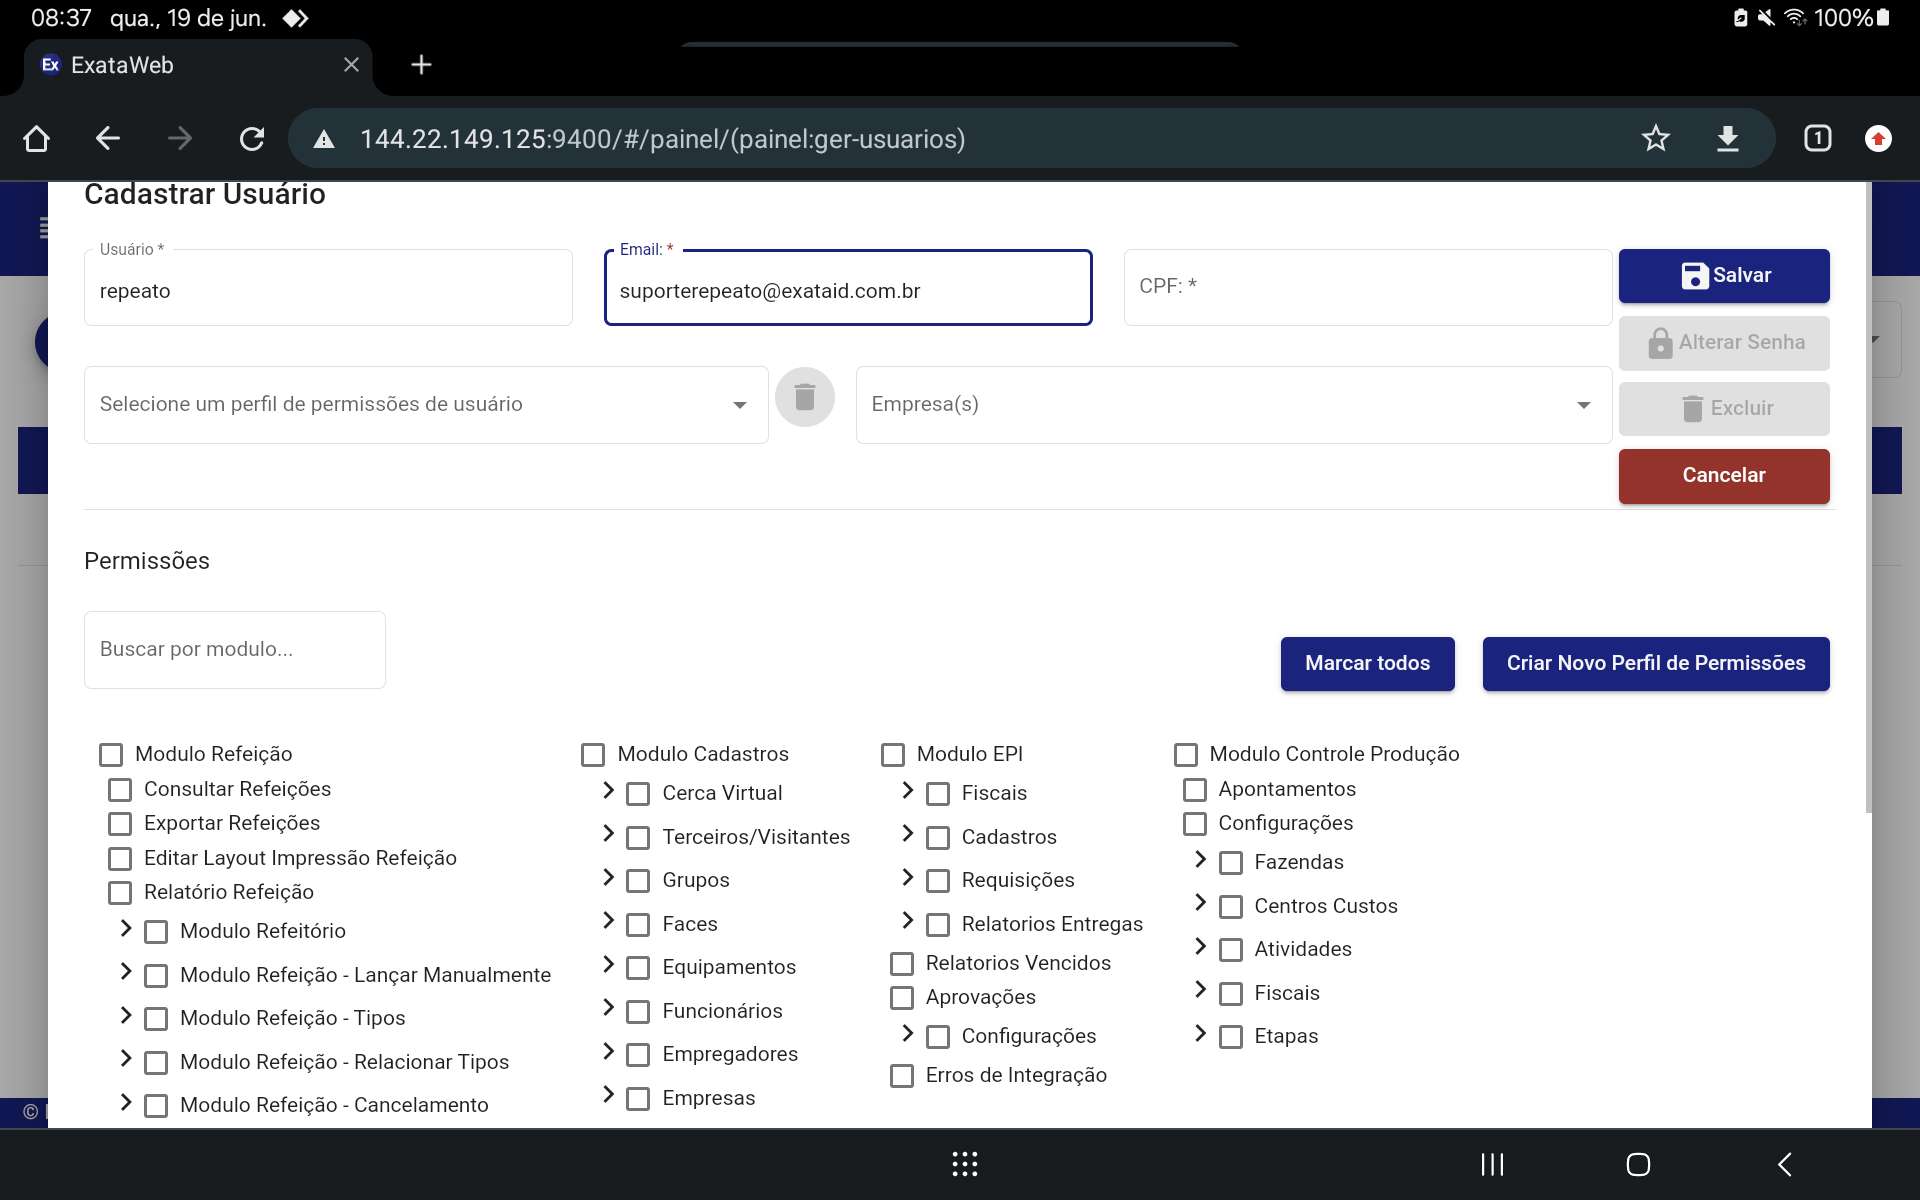 08:37 qua., 19 de jun. 100%
Ex ExataWeb
144.22.149.125:9400/#/painel/(painel:ger-usuarios) 1
Cadastrar Usuário
Usuário * Email: *
repeato suporterepeato@exataid.com.br CPF: * Salvar
Alterar Senha
Selecione um perfil de permissões de usuário Empresa(s) Excluir
Cancelar
Permissões
Buscar por modulo... Marcar todos Criar Novo Perfil de Permissões
Modulo Refeição
Consultar Refeições
Exportar Refeições
Editar Layout Impressão Refeição
Relatório Refeição
Modulo Refeitório
Modulo Refeição - Lançar Manualmente
Modulo Refeição - Tipos
Modulo Refeição - Relacionar Tipos
Modulo Refeição - Cancelamento
Modulo Cadastros
Cerca Virtual
Terceiros/Visitantes
Grupos
Faces
Equipamentos
Funcionários
Empregadores
Empresas
Modulo EPI
Fiscais
Cadastros
Requisições
Relatorios Entregas
Relatorios Vencidos
Aprovações
Configurações
Erros de Integração
Modulo Controle Produção
Apontamentos
Configurações
Fazendas
Centros Custos
Atividades
Fiscais
Etapas
©